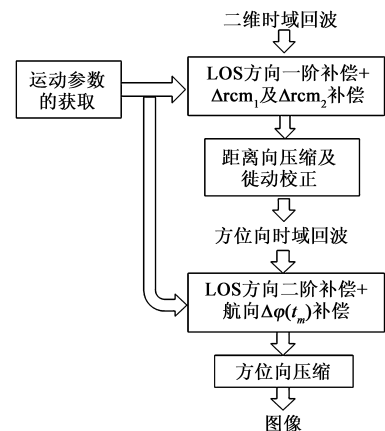 二维时域回波
运动参数
的获取
LOS方向一阶补偿+
Δrcm₁及Δrcm₂补偿
距离向压缩及
徙动校正
方位向时域回波
LOS方向二阶补偿+
航向Δφ(tₘ)补偿
方位向压缩
图像